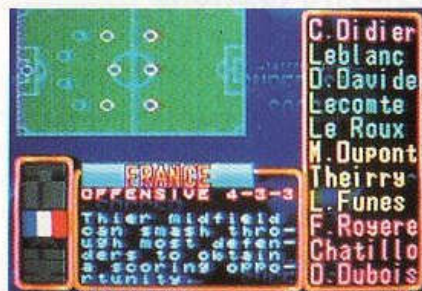 C.Didier
Leblanc
D.Davide
Lecomte
Le Roux
M.Dupont
Theirry
L.Funes
F.Royere
Chatillo
D.Dubois
FRANCE
OFFENSIVE 4-3-3
Thier midfield
can smash thro-
ugh most defen-
ders to obtain
a scoring oppo-
rtunity.